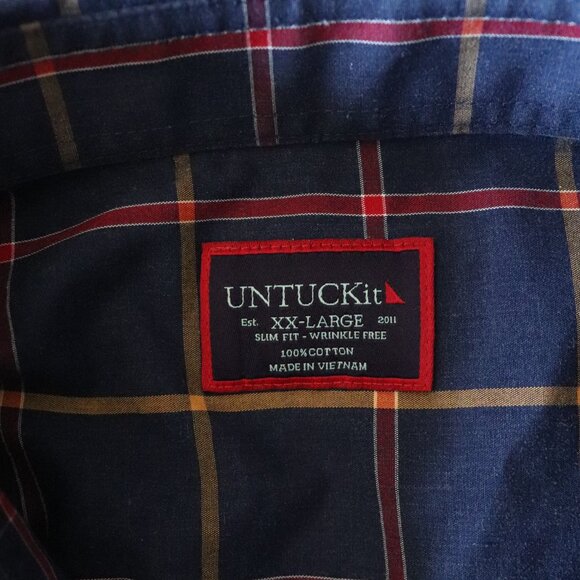 UNTUCKit
Est. XX-LARGE 2011
SLIM FIT - WRINKLE FREE
100% COTTON
MADE IN VIETNAM